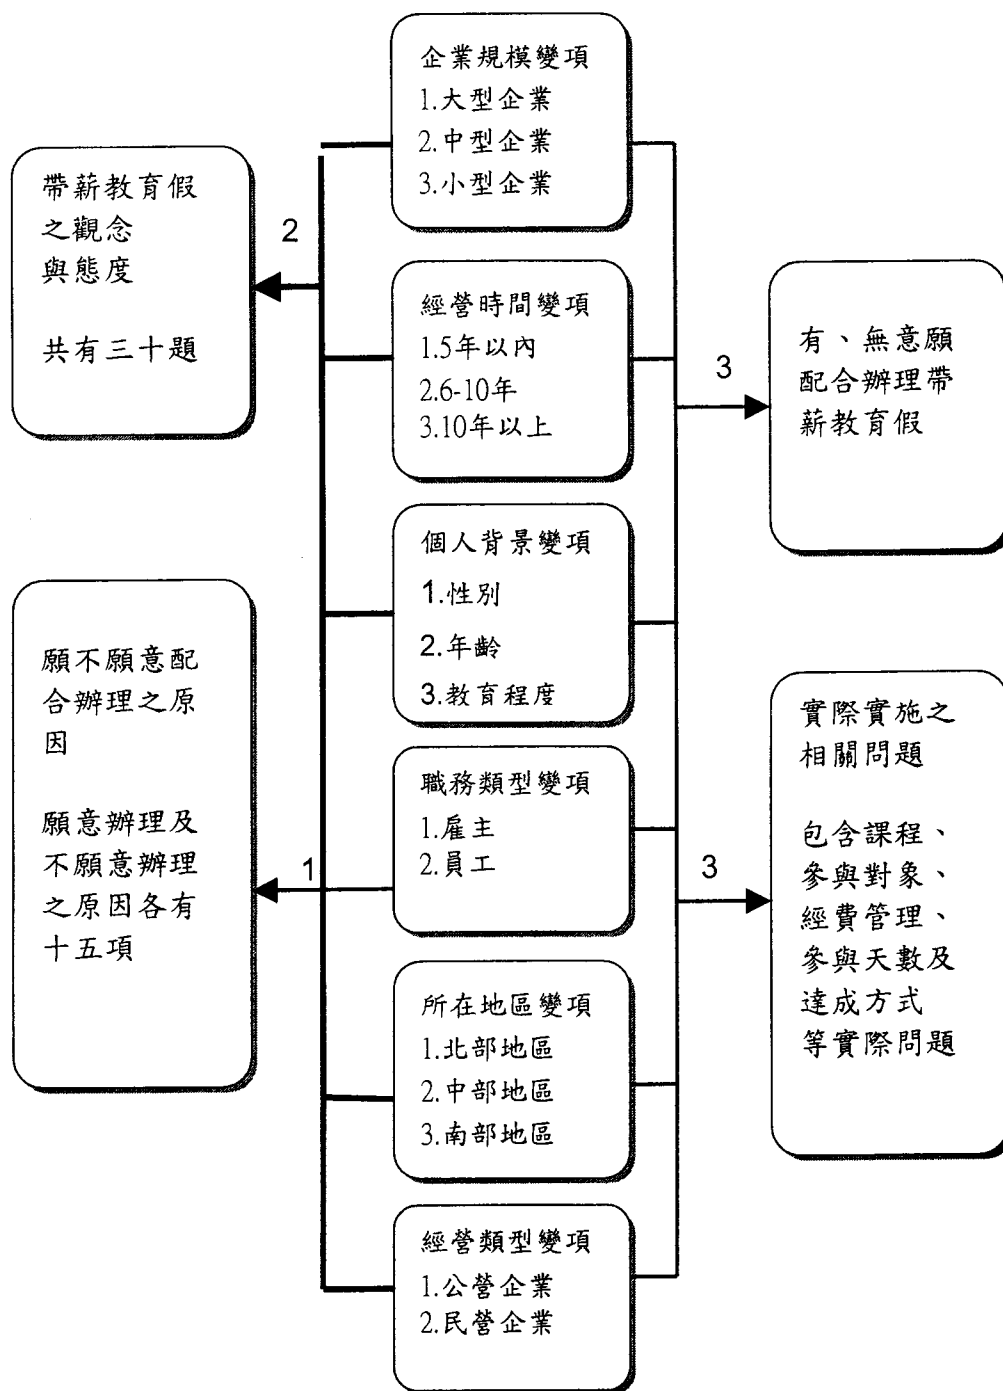 企業規模變項
1.大型企業
2.中型企業
3.小型企業
帶薪教育假
之觀念
與態度
共有三十題
2
經營時間變項
1.5年以內
2.6-10年
3.10年以上
3
有、無意願
配合辦理帶
薪教育假
個人背景變項
1.性別
2.年齡
3.教育程度
願不願意配
合辦理之原
因
願意辦理及
不願意辦理
之原因各有
十五項
1
職務類型變項
1.雇主
2.員工
3
實際實施之
相關問題
包含課程、
參與對象、
經費管理、
參與天數及
達成方式
等實際問題
所在地區變項
1.北部地區
2.中部地區
3.南部地區
經營類型變項
1.公營企業
2.民營企業